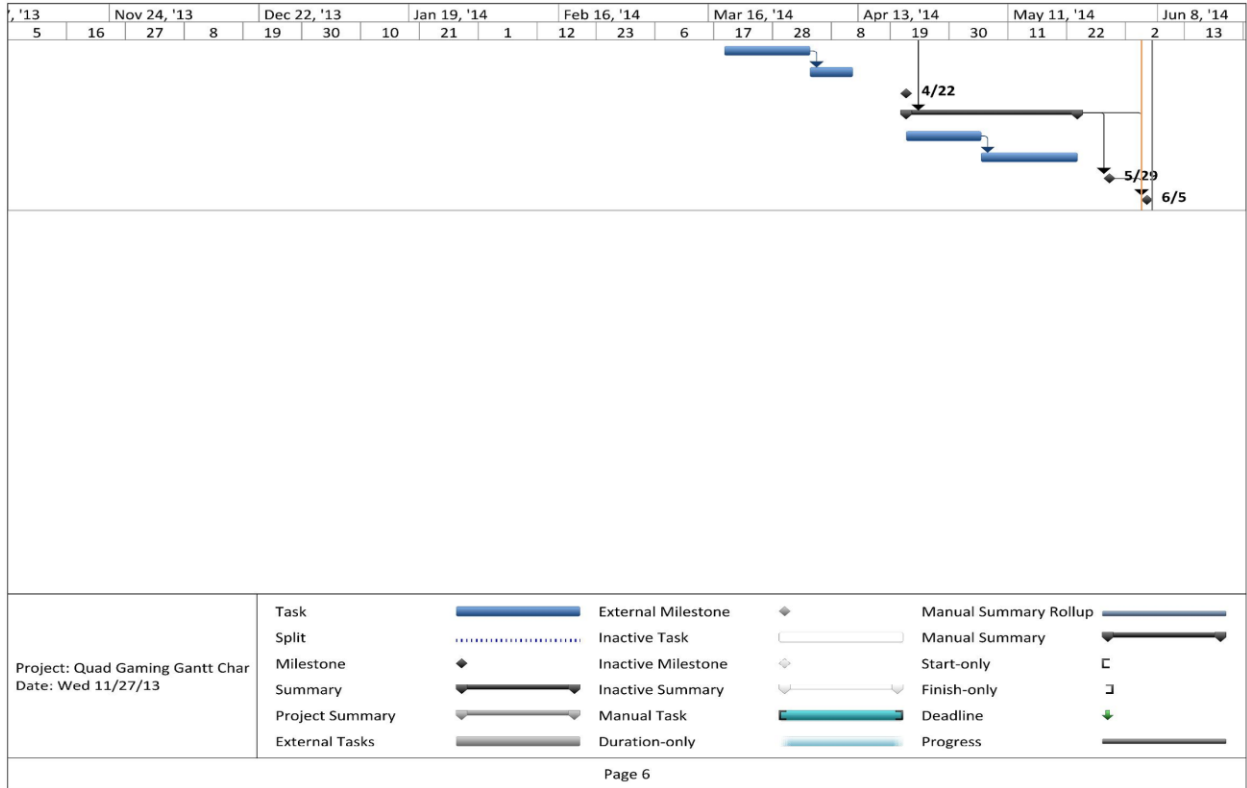 , '13 Nov 24, '13 Dec 22, '13 Jan 19, '14 Feb 16, '14 Mar 16, '14 Apr 13, '14 May 11, '14 Jun 8, '14
5 16 27 8 19 30 10 21 1 12 23 6 17 28 8 19 30 11 22 2 13
4/22
5/29
6/5
Project: Quad Gaming Gantt Char
Date: Wed 11/27/13
Task External Milestone Manual Summary Rollup
Split Inactive Task Manual Summary
Milestone Inactive Milestone Start-only
Summary Inactive Summary Finish-only
Project Summary Manual Task Deadline
External Tasks Duration-only Progress
Page 6